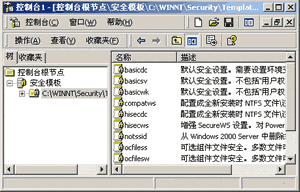 控制台1 - [控制台根节点\安全模板\C:\WINNT\Security\Templat...
控制台(C) 窗口(W) 帮助(H)
操作(A) 查看(V) 收藏夹(F)
树 收藏夹
控制台根节点
安全模板
C:\WINNT\Security\T
名称 描述
basicdc 默认安全设置。需要设置环境
basicsv 默认安全设置。不包括"用户权
basicwk 默认安全设置。不包括"用户权
compatws 配置成全新安装时 NTFS 文件/
hisecdc 配置成全新安装时 NTFS 文件/
hisecws 增强 SecureWS 设置。对 Power
notssid 从 Windows 2000 Server 中删除
ocfiless 可选组件文件安全。多数文件
ocfilesw 可选组件文件安全。多数文件